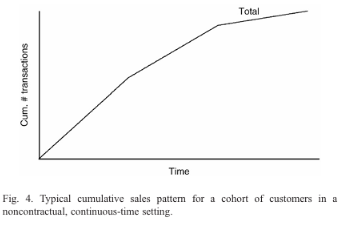 Total
Cum. # transactions
Time
Fig. 4. Typical cumulative sales pattern for a cohort of customers in a
noncontractual, continuous-time setting.